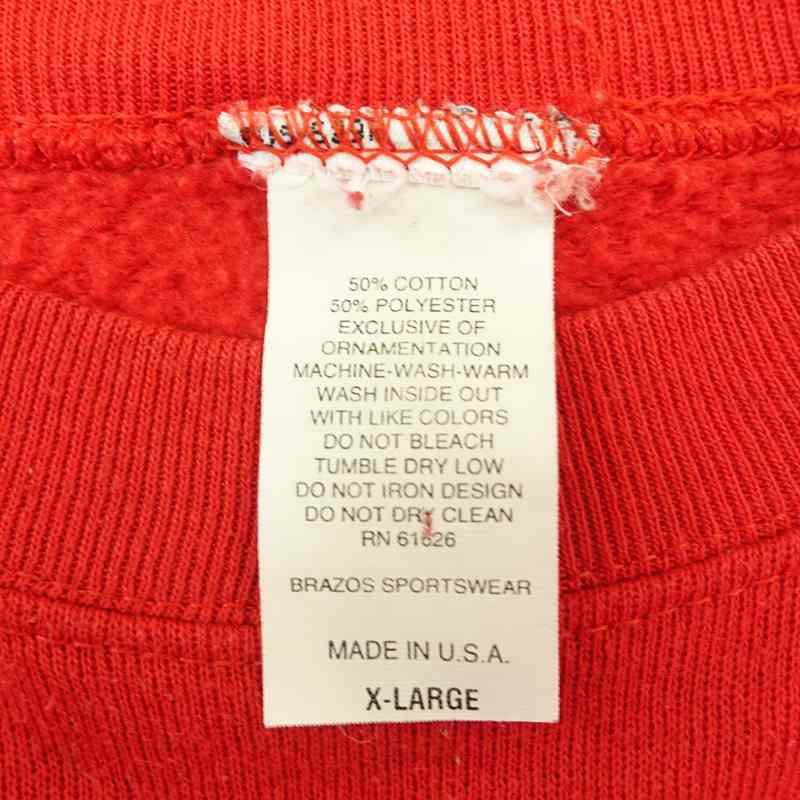 50% COTTON
50% POLYESTER
EXCLUSIVE OF
ORNAMENTATION
MACHINE-WASH-WARM
WASH INSIDE OUT
WITH LIKE COLORS
DO NOT BLEACH
TUMBLE DRY LOW
DO NOT IRON DESIGN
DO NOT DRY CLEAN
RN 61626
BRAZOS SPORTSWEAR
MADE IN U.S.A.
X-LARGE